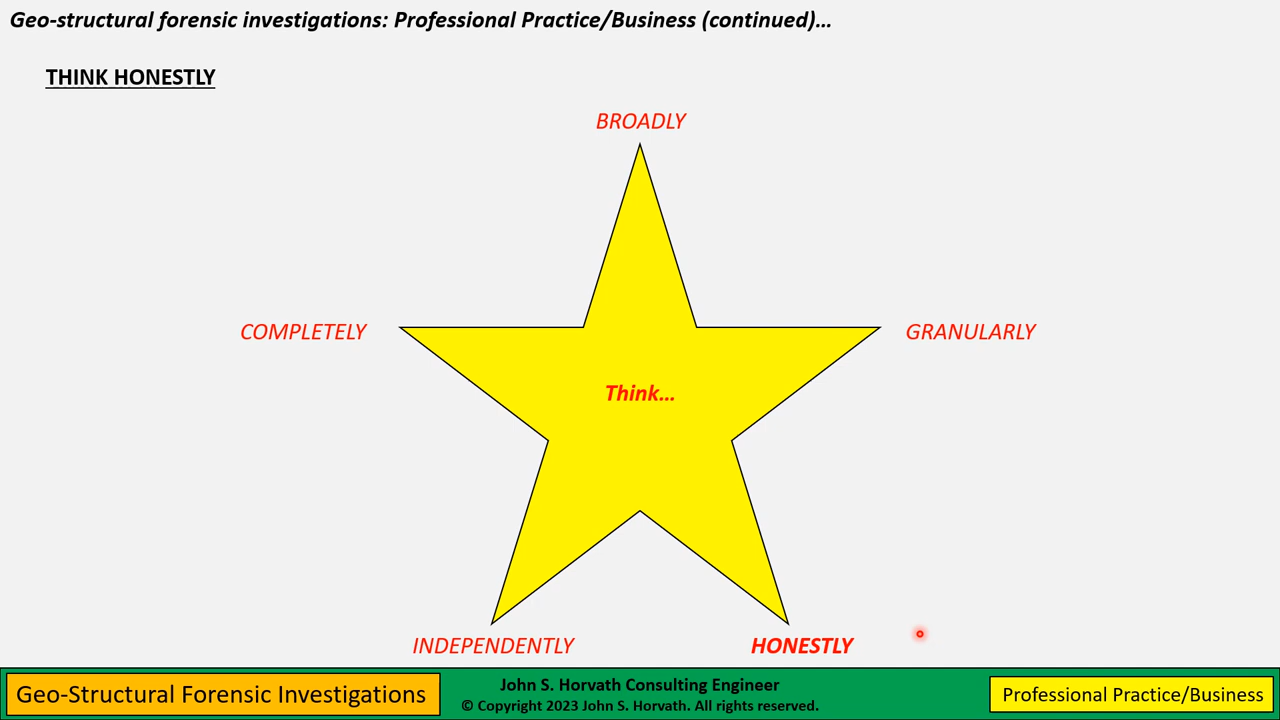 Geo-structural forensic investigations: Professional Practice/Business (continued)...
THINK HONESTLY
BROADLY
COMPLETELY
GRANULARLY
Think...
INDEPENDENTLY
HONESTLY
Geo-Structural Forensic Investigations
John S. Horvath Consulting Engineer
© Copyright 2023 John S. Horvath. All rights reserved.
Professional Practice/Business